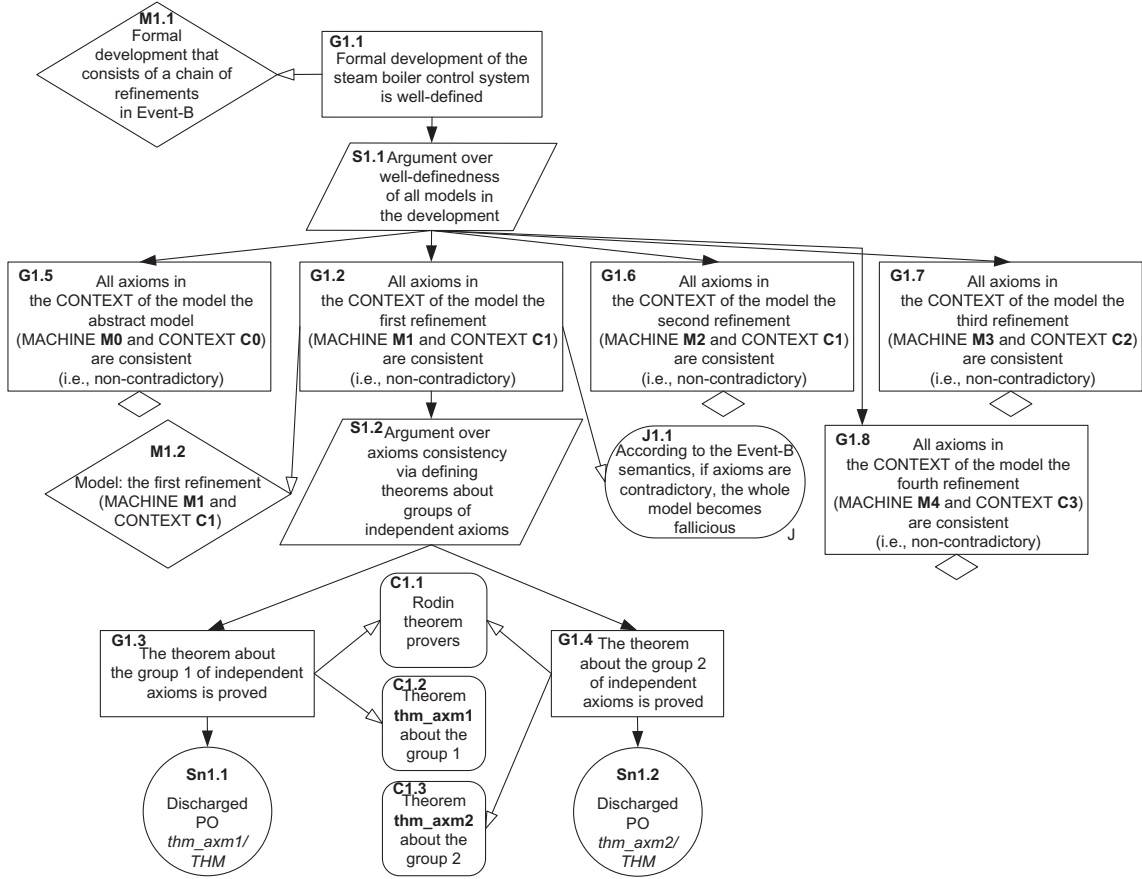 M1.1
Formal
development that
consists of a chain of
refinements
in Event-B
G1.1
Formal development of the
steam boiler control system
is well-defined
S1.1 Argument over
well-definedness
of all models in
the development
G1.5
All axioms in
the CONTEXT of the model the
abstract model
(MACHINE M0 and CONTEXT C0)
are consistent
(i.e., non-contradictory)
G1.2
All axioms in
the CONTEXT of the model the
first refinement
(MACHINE M1 and CONTEXT C1)
are consistent
(i.e., non-contradictory)
G1.6
All axioms in
the CONTEXT of the model the
second refinement
(MACHINE M2 and CONTEXT C1)
are consistent
(i.e., non-contradictory)
G1.7
All axioms in
the CONTEXT of the model the
third refinement
(MACHINE M3 and CONTEXT C2)
are consistent
(i.e., non-contradictory)
M1.2
Model: the first refinement
(MACHINE M1 and
CONTEXT C1)
S1.2
Argument over
axioms consistency
via defining
theorems about
groups of
independent axioms
J1.1
According to the Event-B
semantics, if axioms are
contradictory, the whole
model becomes
fallicious
J
G1.8
All axioms in
the CONTEXT of the model the
fourth refinement
(MACHINE M4 and CONTEXT C3)
are consistent
(i.e., non-contradictory)
G1.3
The theorem about
the group 1 of independent
axioms is proved
C1.1
Rodin
theorem
provers
G1.4
The theorem
about the group 2
of independent
axioms is proved
C1.2
Theorem
thm_axm1
about the
group 1
Sn1.1
Discharged
PO
thm_axm1/
THM
C1.3
Theorem
thm_axm2
about the
group 2
Sn1.2
Discharged
PO
thm_axm2/
THM